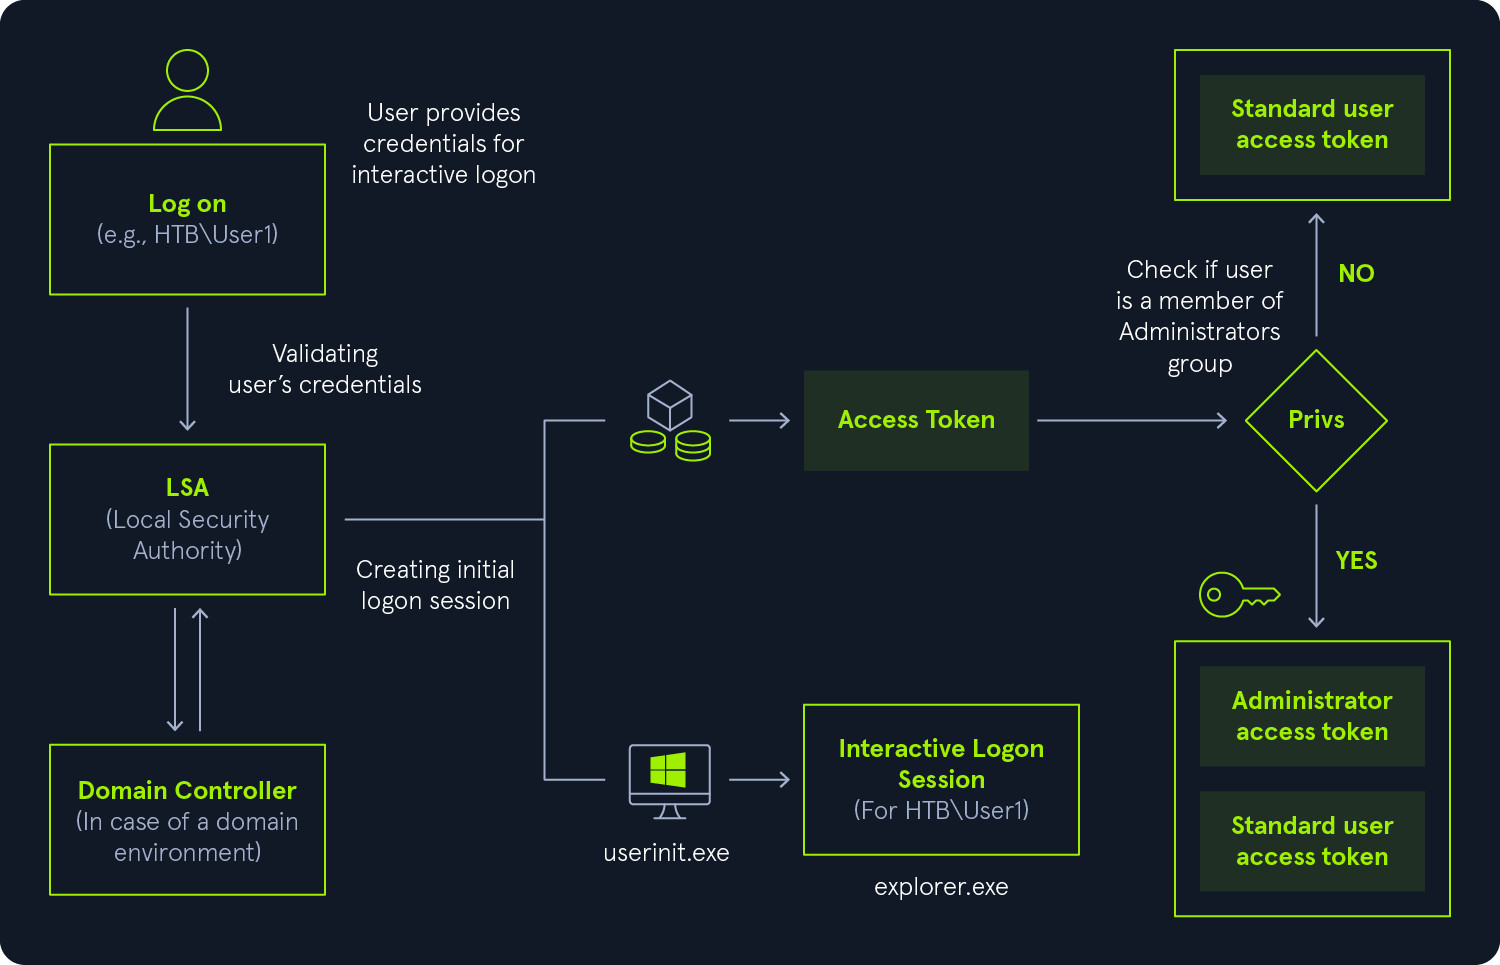 User provides
credentials for
interactive logon
Log on
(e.g., HTB\User1)
Validating
user’s credentials
LSA
(Local Security
Authority)
Creating initial
logon session
Domain Controller
(In case of a domain
environment)
Access Token
userinit.exe
Interactive Logon
Session
(For HTB\User1)
explorer.exe
Check if user
is a member of
Administrators
group
Privs
NO
Standard user
access token
YES
Administrator
access token
Standard user
access token